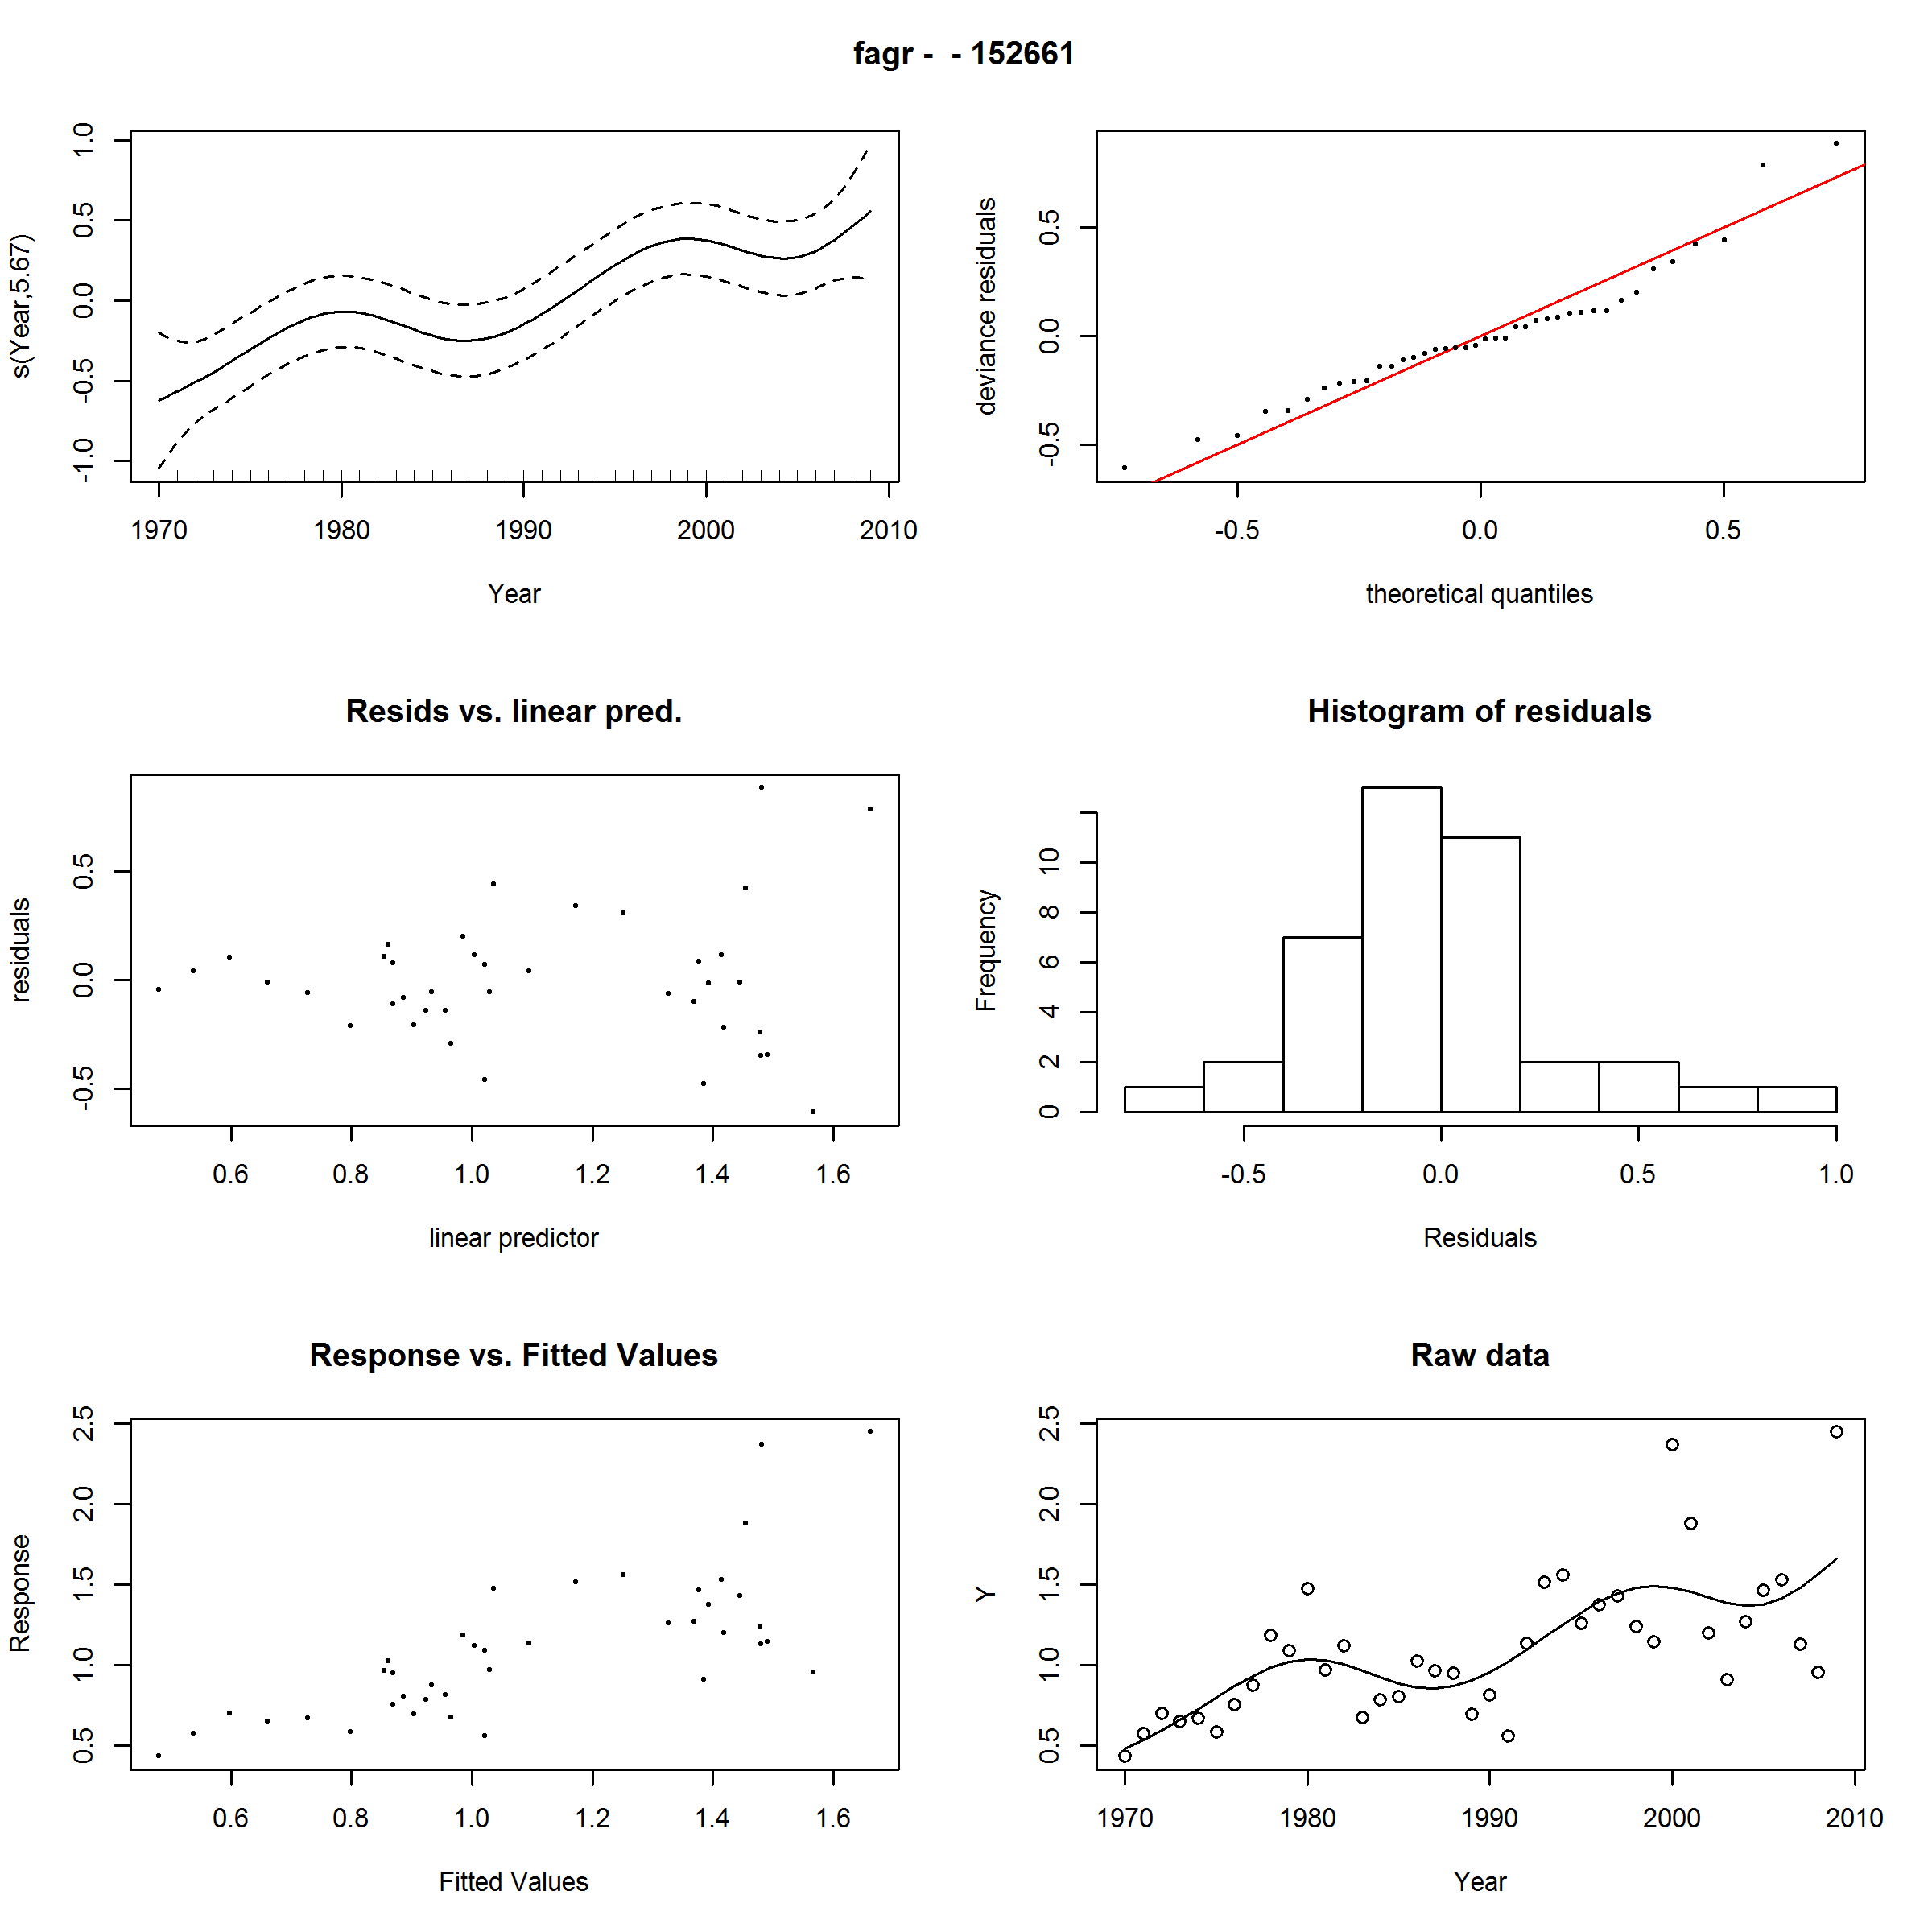 fagr -  - 152661
s(Year,5.67)
-1.0 -0.5 0.0 0.5 1.0
1970 1980 1990 2000 2010
Year
deviance residuals
-0.5 0.0 0.5
-0.5 0.0 0.5
theoretical quantiles
Resids vs. linear pred.
residuals
-0.5 0.0 0.5
0.6 0.8 1.0 1.2 1.4 1.6
linear predictor
Histogram of residuals
Frequency
0 2 4 6 8 10
-0.5 0.0 0.5 1.0
Residuals
Response vs. Fitted Values
Response
0.5 1.0 1.5 2.0 2.5
0.6 0.8 1.0 1.2 1.4 1.6
Fitted Values
Raw data
Y
0.5 1.0 1.5 2.0 2.5
1970 1980 1990 2000 2010
Year